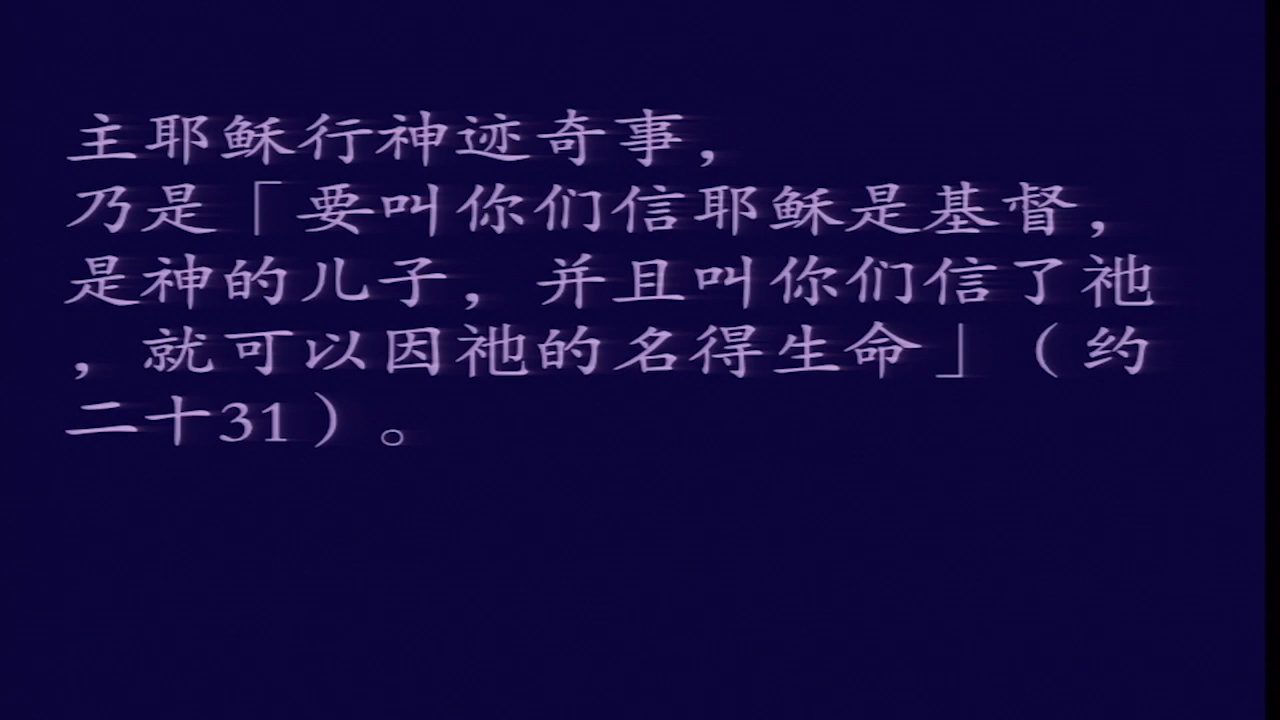 主耶稣行神迹奇事，
乃是「要叫你们信耶稣是基督，
是神的儿子，并且叫你们信了祂
，就可以因祂的名得生命」（约
二十31）。